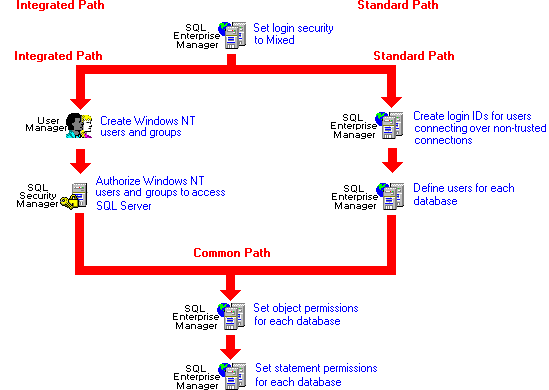 Integrated Path
Standard Path
SQL
Enterprise
Manager
Set login security
to Mixed
Integrated Path
Standard Path
User
Manager
Create Windows NT
users and groups
SQL
Enterprise
Manager
Create login IDs for users
connecting over non-trusted
connections
SQL
Security
Manager
Authorize Windows NT
users and groups to access
SQL Server
SQL
Enterprise
Manager
Define users for each
database
Common Path
SQL
Enterprise
Manager
Set object permissions
for each database
SQL
Enterprise
Manager
Set statement permissions
for each database